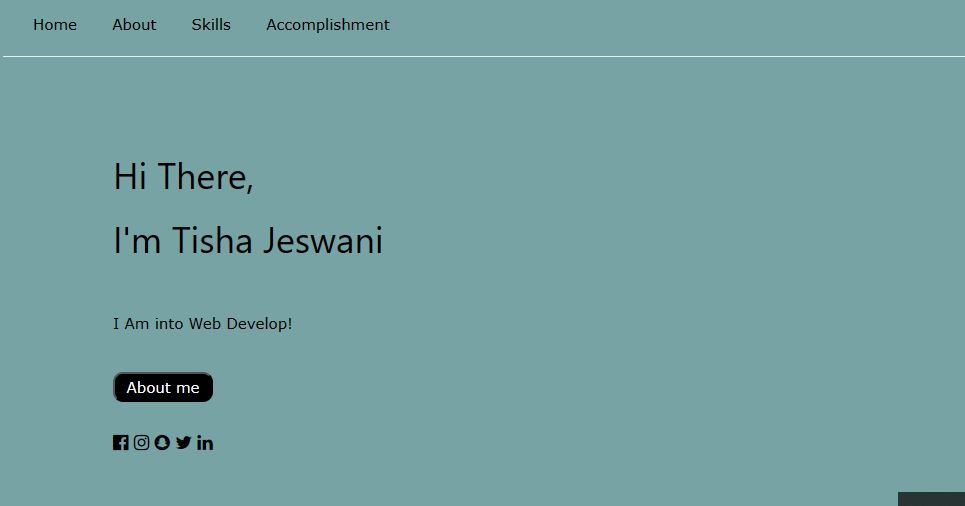 Home About Skills Accomplishment
Hi There,
I'm Tisha Jeswani
I Am into Web Develop!
About me